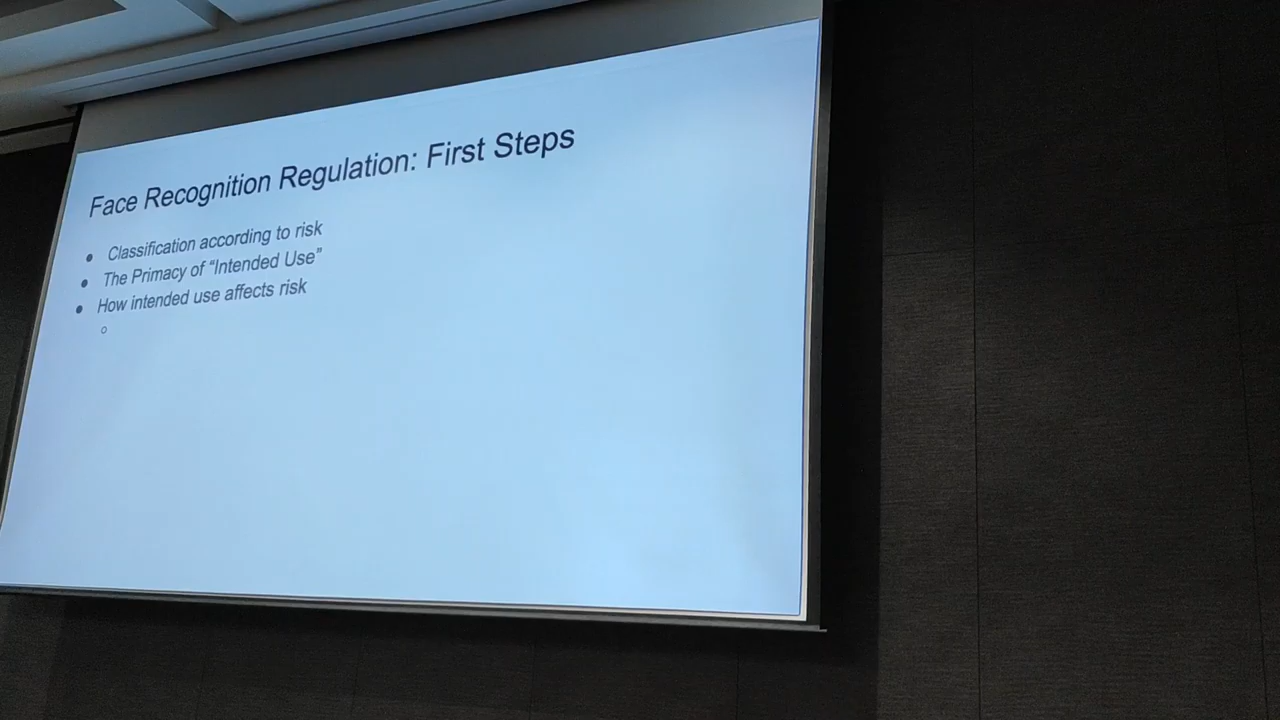 Face Recognition Regulation: First Steps
● Classification according to risk
● The Primacy of “Intended Use”
● How intended use affects risk
○